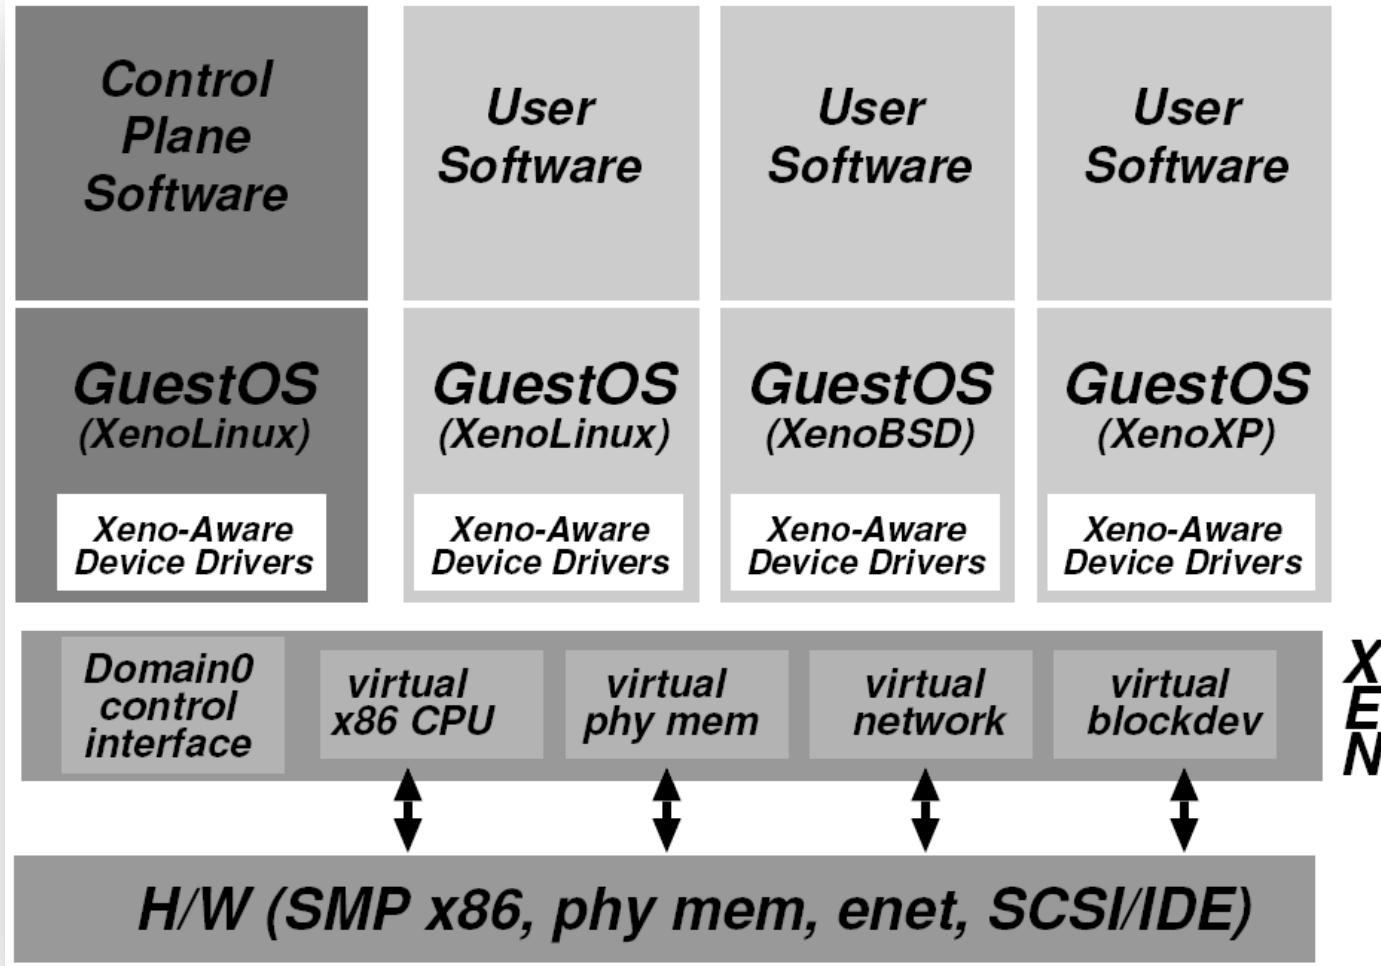 Control
Plane
Software
User
Software
User
Software
User
Software
GuestOS
(XenoLinux)
Xeno-Aware
Device Drivers
GuestOS
(XenoLinux)
Xeno-Aware
Device Drivers
GuestOS
(XenoBSD)
Xeno-Aware
Device Drivers
GuestOS
(XenoXP)
Xeno-Aware
Device Drivers
Domain0
control
interface
virtual
x86 CPU
virtual
phy mem
virtual
network
virtual
blockdev
X
E
N
H/W (SMP x86, phy mem, enet, SCSI/IDE)